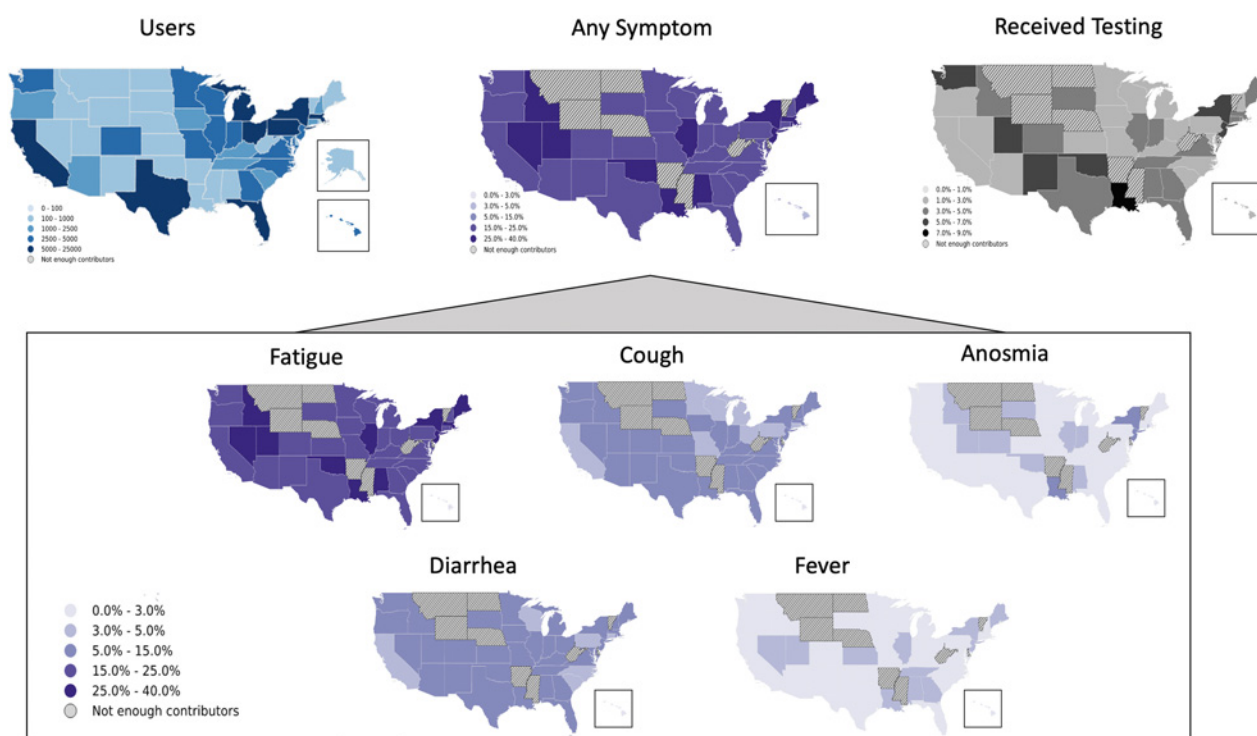 Users
Any Symptom
Received Testing
0 - 100
100 - 1000
1000 - 2500
2500 - 5000
5000 - 25000
Not enough contributors
0.0% - 3.0%
3.0% - 5.0%
5.0% - 15.0%
15.0% - 25.0%
25.0% - 40.0%
Not enough contributors
0.0% - 1.0%
1.0% - 3.0%
3.0% - 5.0%
5.0% - 7.0%
7.0% - 9.0%
Not enough contributors
Fatigue
Cough
Anosmia
Diarrhea
Fever
0.0% - 3.0%
3.0% - 5.0%
5.0% - 15.0%
15.0% - 25.0%
25.0% - 40.0%
Not enough contributors